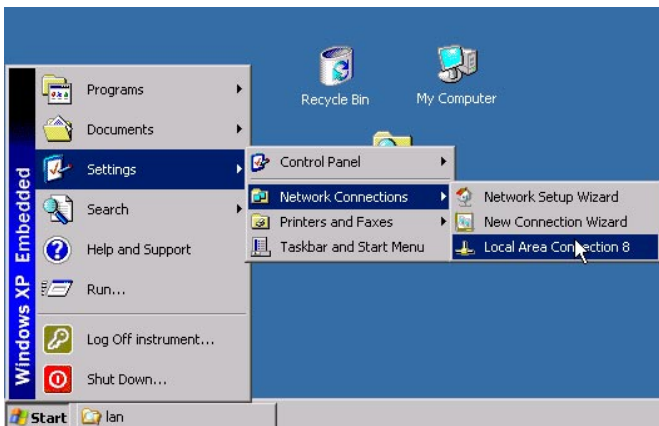 Recycle Bin
My Computer
Programs
Documents
Settings
Search
Help and Support
Run...
Log Off instrument...
Shut Down...
Windows XP Embedded
Control Panel
Network Connections
Printers and Faxes
Taskbar and Start Menu
Network Setup Wizard
New Connection Wizard
Local Area Connection 8
Start
lan